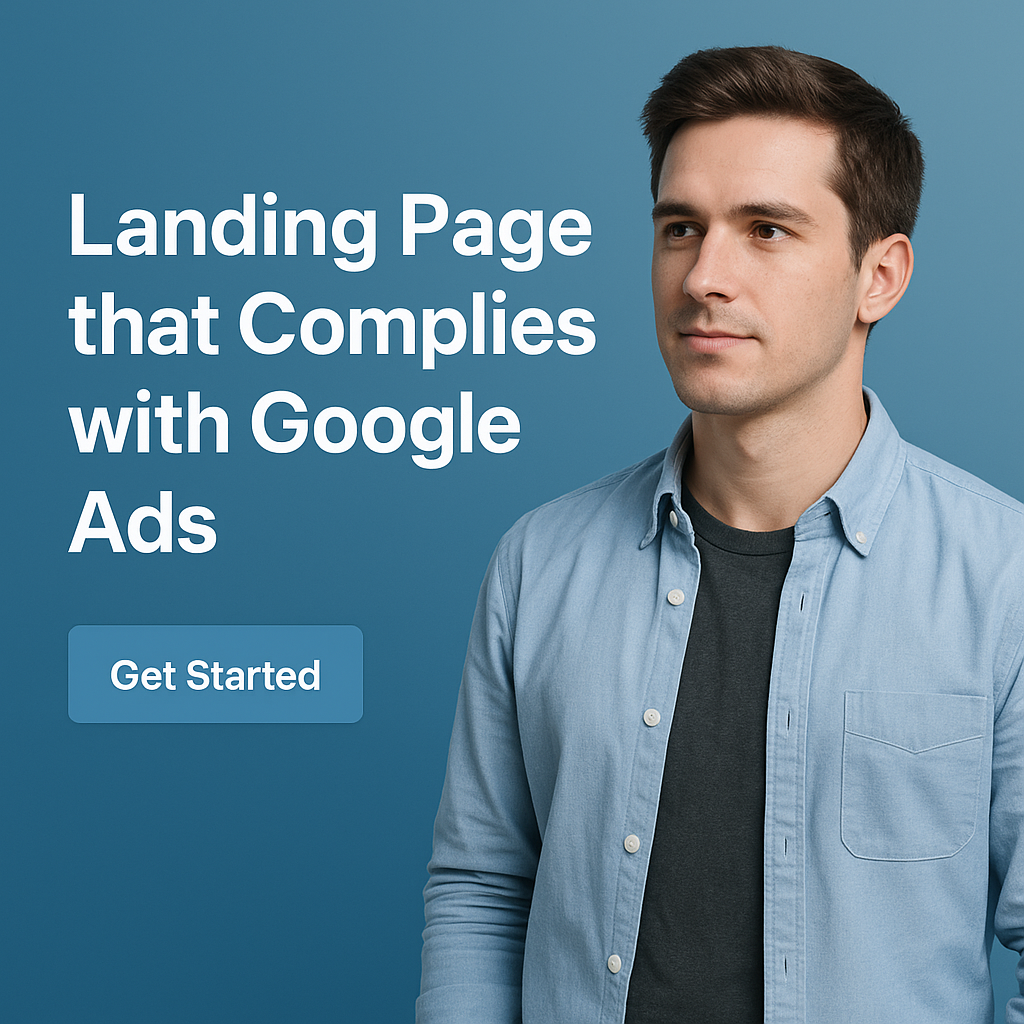 Landing Page
that Complies
with Google
Ads
Get Started